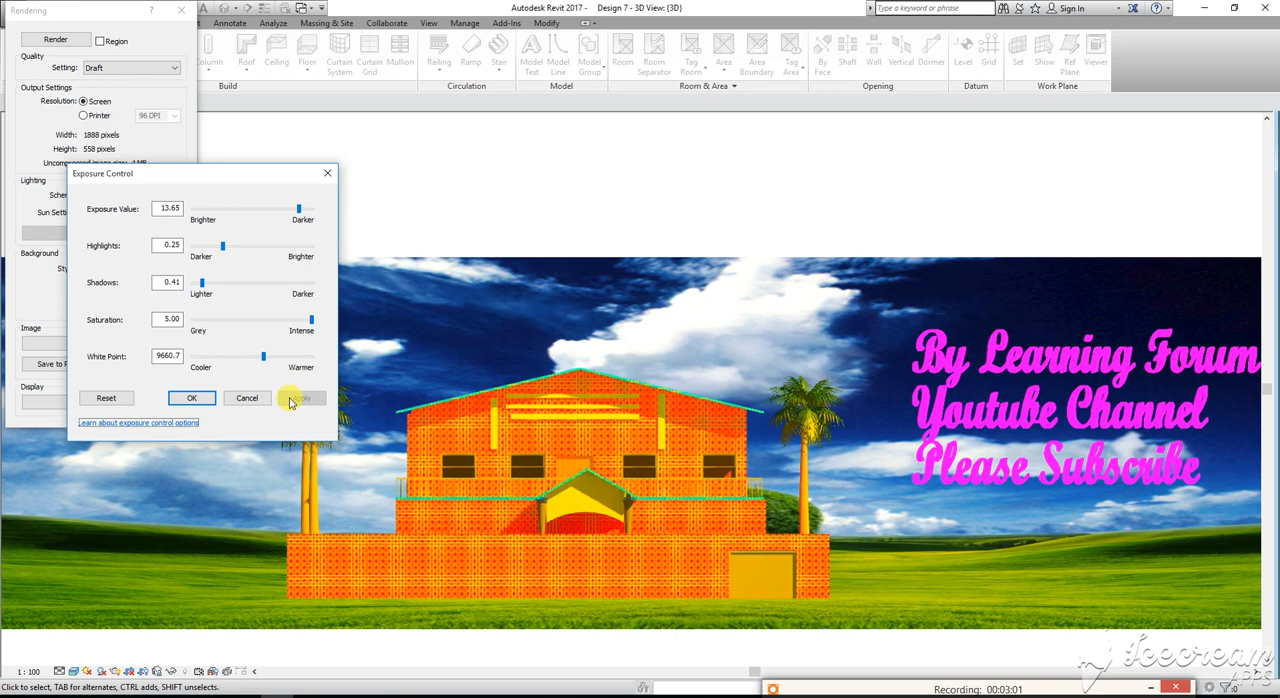 Rendering
?
Autodesk Revit 2017 -
Design 7 - 3D View: {3D}
Type a keyword or phrase
Sign In
Annotate
Analyze
Massing & Site
Collaborate
View
Manage
Add-Ins
Modify
Render
Region
Quality
Setting:
Draft
Column
Roof
Ceiling
Curtain System
Curtain Grid
Mullion
Railing
Ramp
Stair
Model Text
Model Line
Model Group
Room
Room Separator
Tag Room
Area
Area Boundary
Tag Area
By Face
Shaft
Wall
Vertical
Dormer
Level
Grid
Set
Show
Ref Plane
Viewer
Build
Circulation
Model
Room & Area
Opening
Datum
Work Plane
Output Settings
Resolution:
Screen
Printer
96 DPI
Width: 1888 pixels
Height: 558 pixels
Lighting
Background
Image
Save to P
Display
Exposure Control
Exposure Value: 13.65
Brighter Darker
Highlights: 0.25
Darker Brighter
Shadows: 0.41
Lighter Darker
Saturation: 5.00
Grey Intense
White Point: 9660.7
Cooler Warmer
Reset
OK
Cancel
Apply
Learn about exposure control options
By Learning Forum
Youtube Channel
Please Subscribe
Icecream
APPS
1 : 100
Click to select, TAB for alternates, CTRL adds, SHIFT unselects.
Recording: 00:03:01